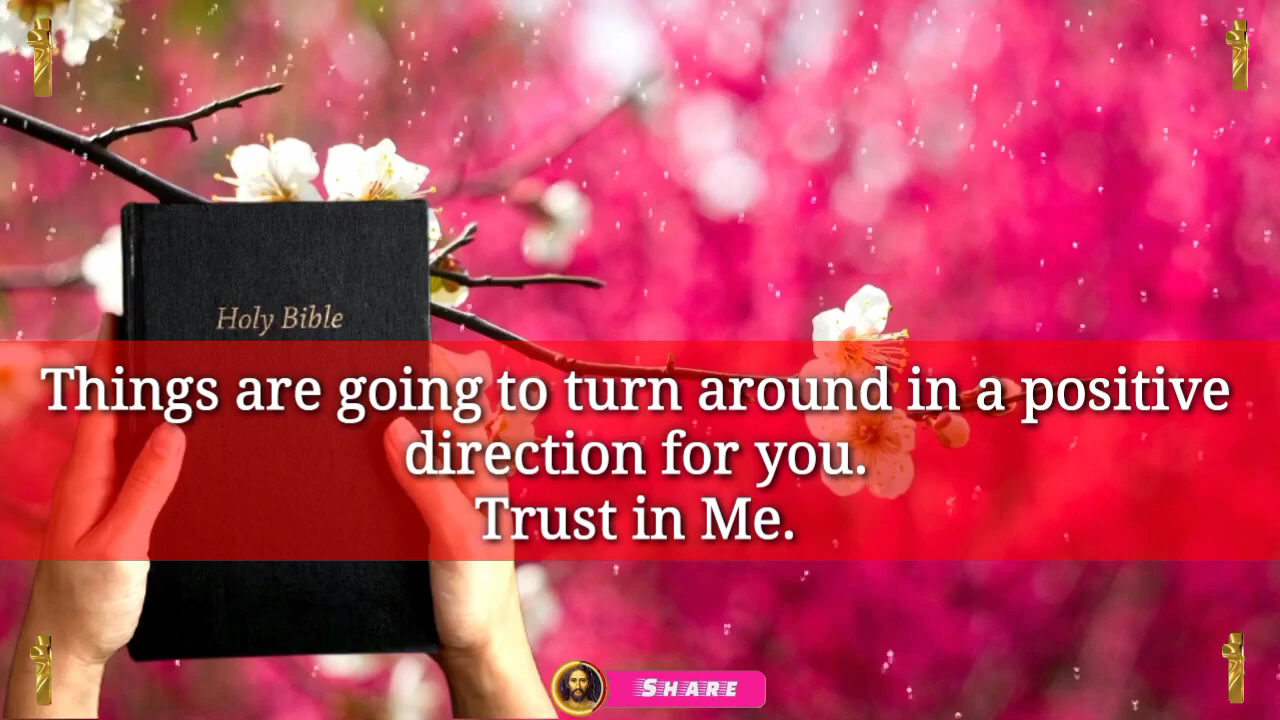 Holy Bible
Things are going to turn around in a positive
direction for you.
Trust in Me.
SHARE